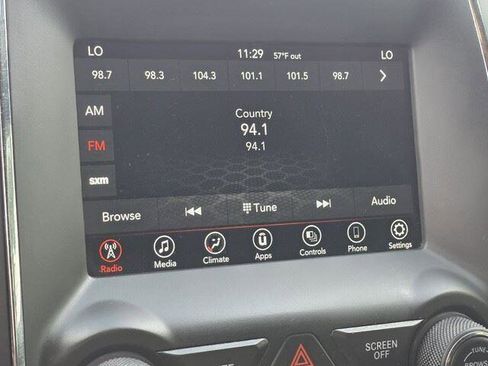 LO 11:29 57°F out LO
98.7 98.3 104.3 101.1 101.5 98.7
AM
FM
sxm
Country
94.1
94.1
Browse Tune Audio
Radio Media Climate Apps Controls Phone Settings
SCREEN
OFF
TUNE
BROWSE